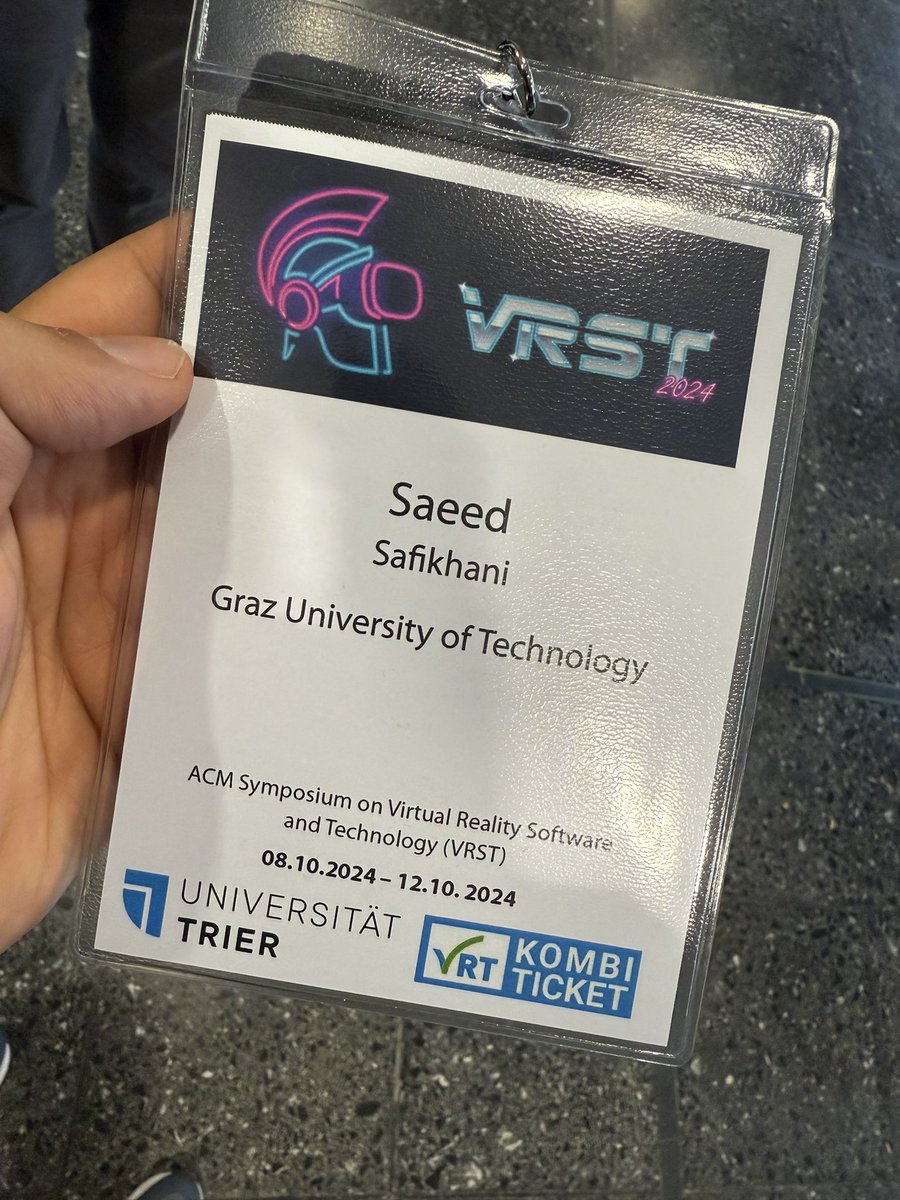 VRST
2024
Saeed
Safikhani
Graz University of Technology
ACM Symposium on Virtual Reality Software
and Technology (VRST)
08.10.2024 – 12.10. 2024
UNIVERSITÄT
TRIER
VRT
KOMBI
TICKET